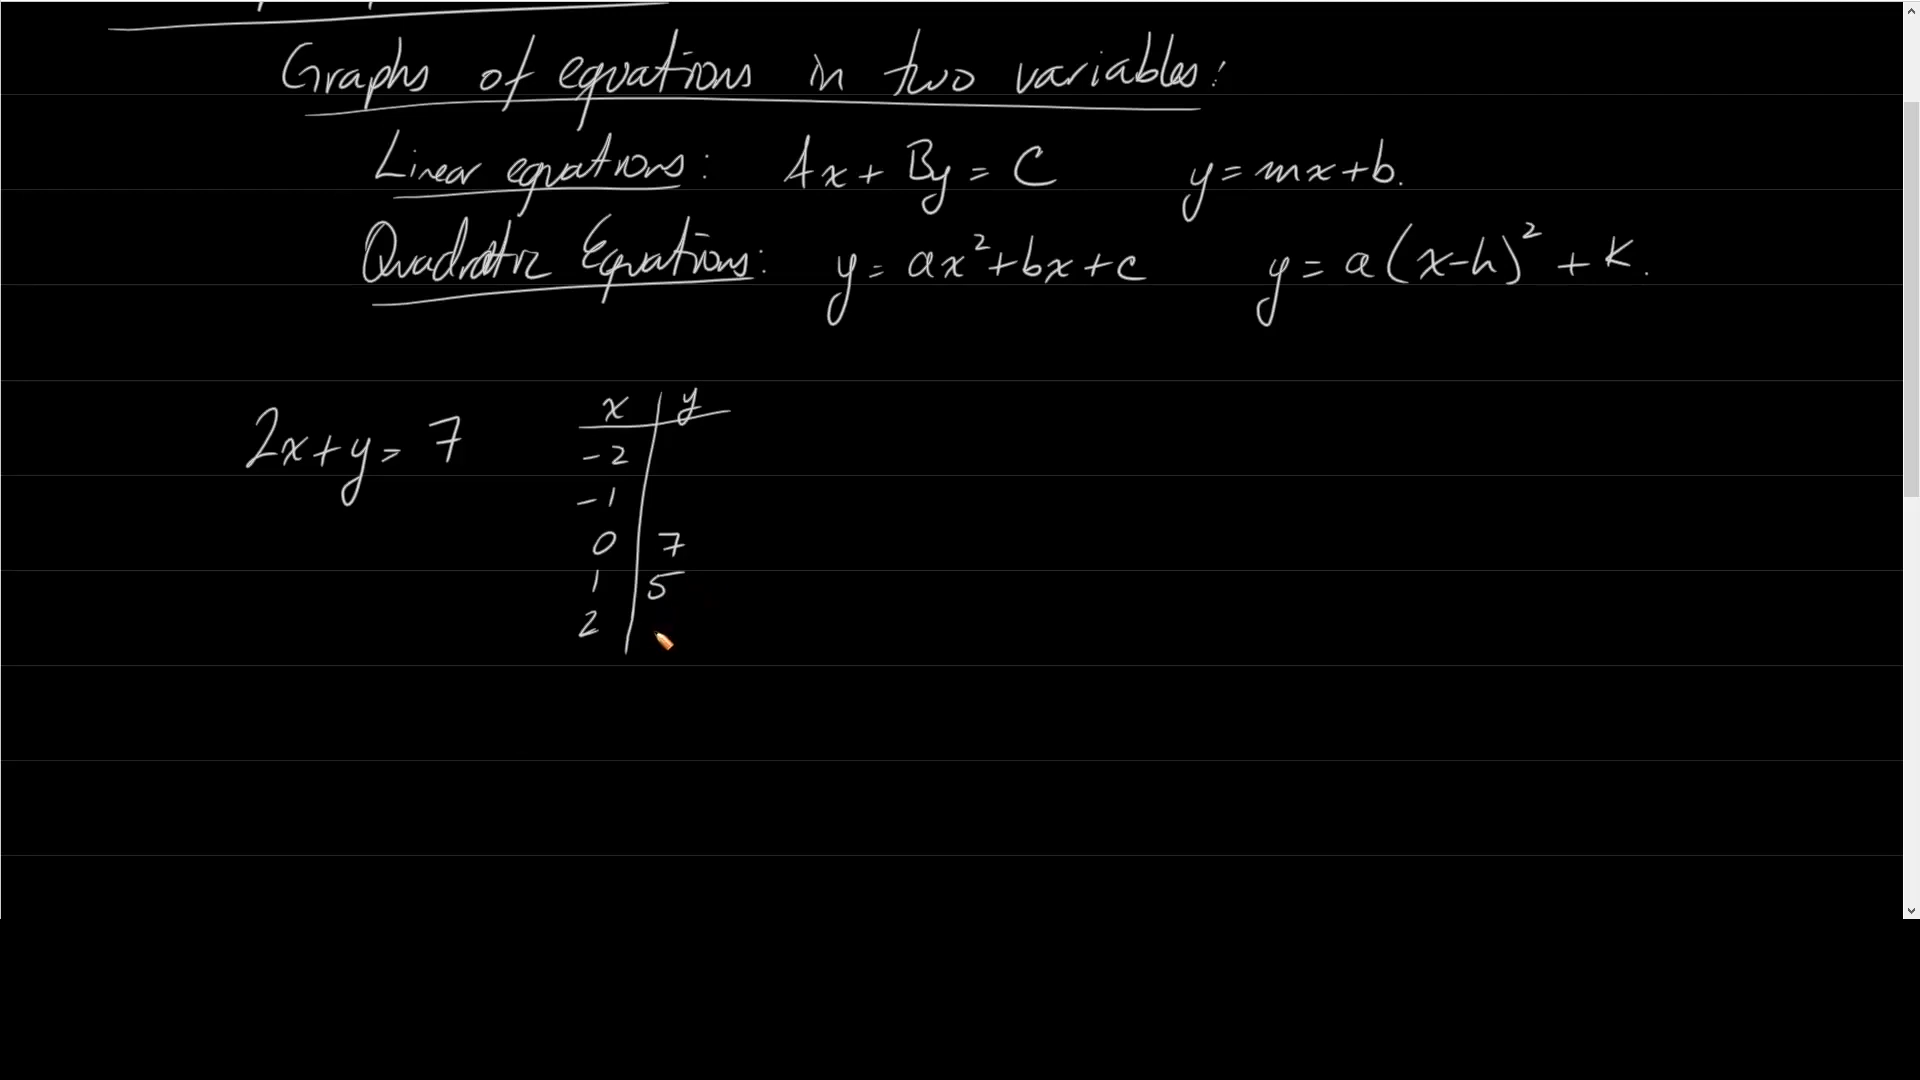 Graphs of equations in two variables:
Linear equations: Ax + By = C y = mx + b.
Quadratic Equations: y = ax² + bx + c y = a(x-h)² + k.
2x + y = 7
x y
-2
-1
0 7
1 5
2